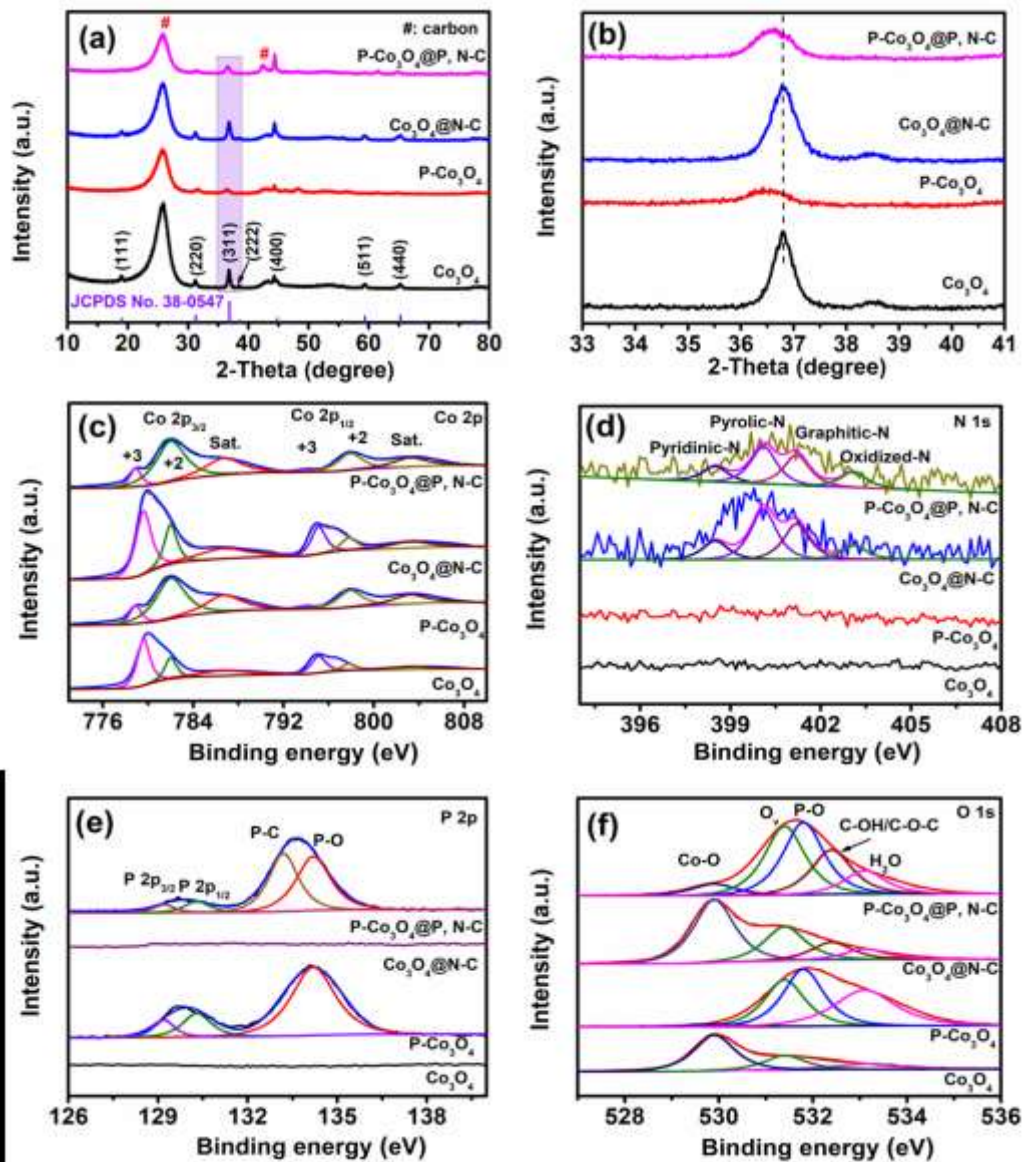 (a)
#
#: carbon
P-Co₃O₄@P, N-C
#
Co₃O₄@N-C
P-Co₃O₄
(111)
(220)
(311)
(222)
(400)
(511)
(440)
Co₃O₄
JCPDS No. 38-0547
10 20 30 40 50 60 70 80
2-Theta (degree)
Intensity (a.u.)
(b)
P-Co₃O₄@P, N-C
Co₃O₄@N-C
P-Co₃O₄
Co₃O₄
33 34 35 36 37 38 39 40 41
2-Theta (degree)
Intensity (a.u.)
(c)
Co 2p₃/₂
Co 2p₁/₂
Co 2p
+3
+2
Sat.
+3
+2
Sat.
P-Co₃O₄@P, N-C
Co₃O₄@N-C
P-Co₃O₄
Co₃O₄
776 784 792 800 808
Binding energy (eV)
Intensity (a.u.)
(d)
N 1s
Pyridinic-N
Pyrolic-N
Graphitic-N
Oxidized-N
P-Co₃O₄@P, N-C
Co₃O₄@N-C
P-Co₃O₄
Co₃O₄
396 399 402 405 408
Binding energy (eV)
Intensity (a.u.)
(e)
P 2p
P-C
P-O
P 2p₃/₂
P 2p₁/₂
P-Co₃O₄@P, N-C
Co₃O₄@N-C
P-Co₃O₄
Co₃O₄
126 129 132 135 138
Binding energy (eV)
Intensity (a.u.)
(f)
O 1s
Co-O
Oᵥ
P-O
C-OH/C-O-C
H₂O
P-Co₃O₄@P, N-C
Co₃O₄@N-C
P-Co₃O₄
Co₃O₄
528 530 532 534 536
Binding energy (eV)
Intensity (a.u.)